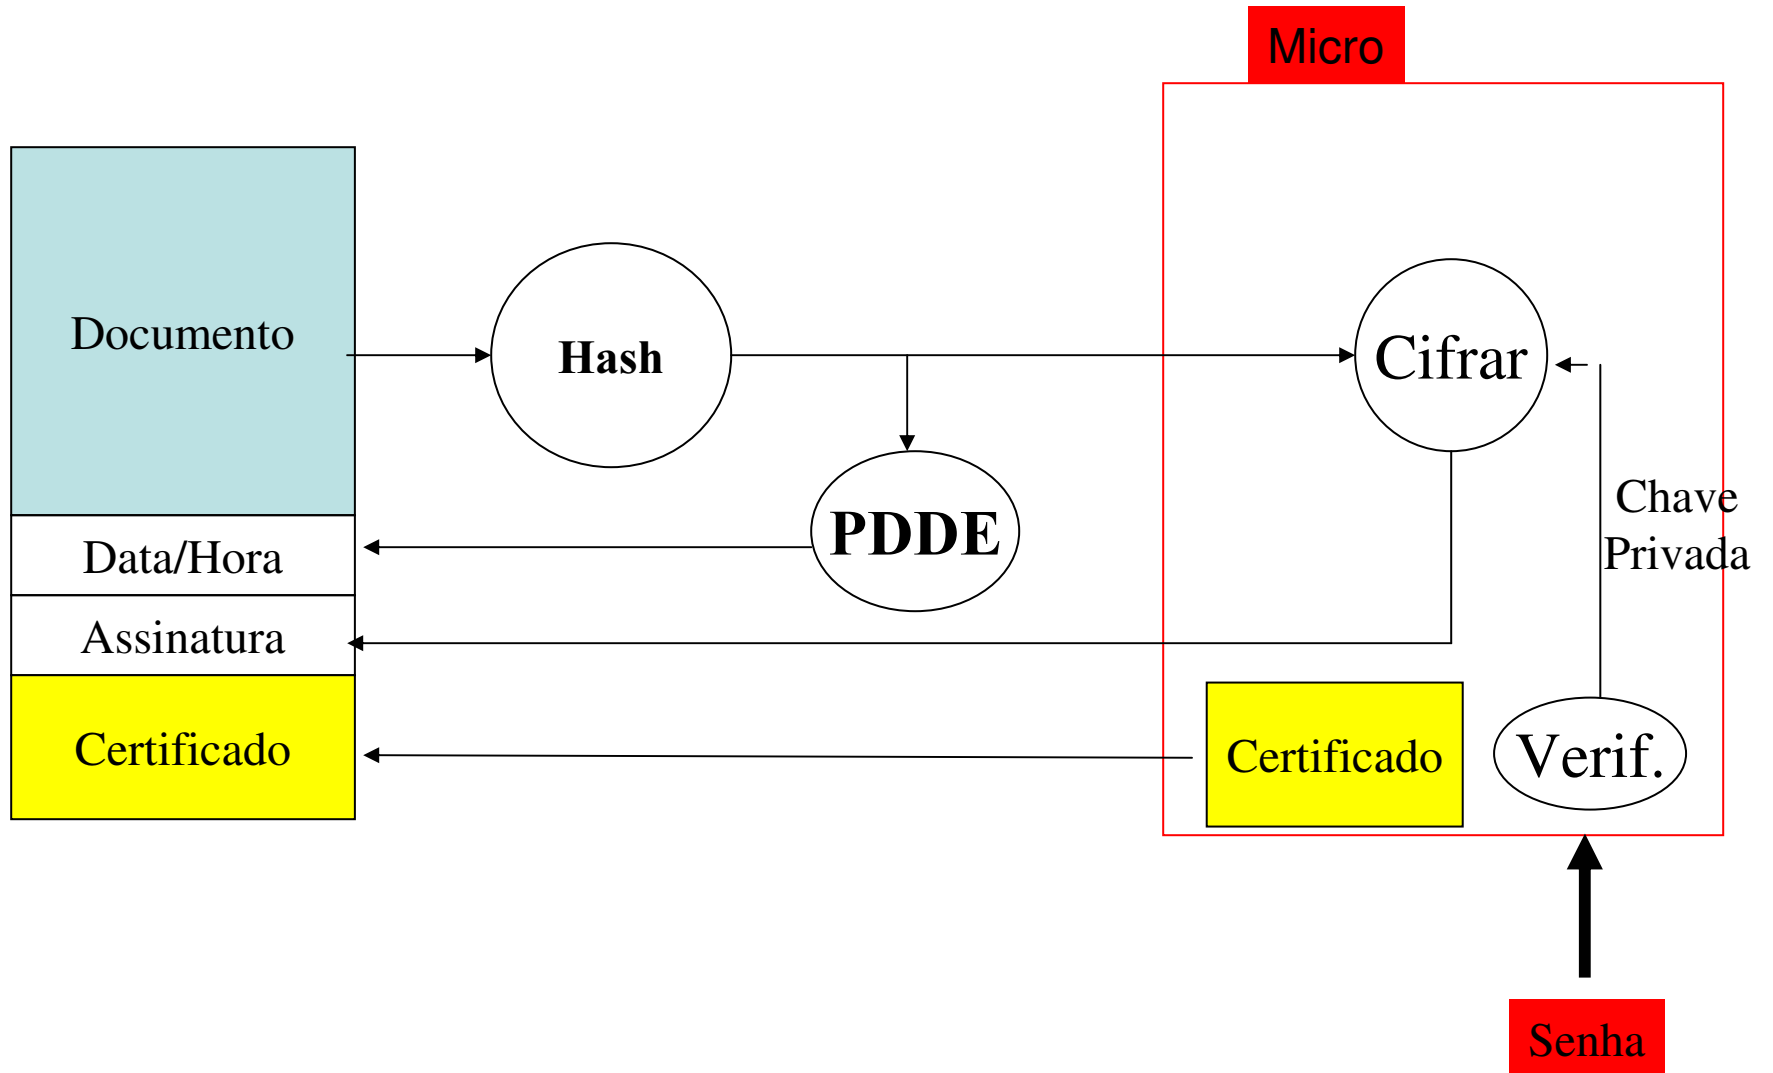 Micro
Documento
Hash
Cifrar
Chave
Privada
PDDE
Data/Hora
Assinatura
Certificado
Certificado
Verif.
Senha